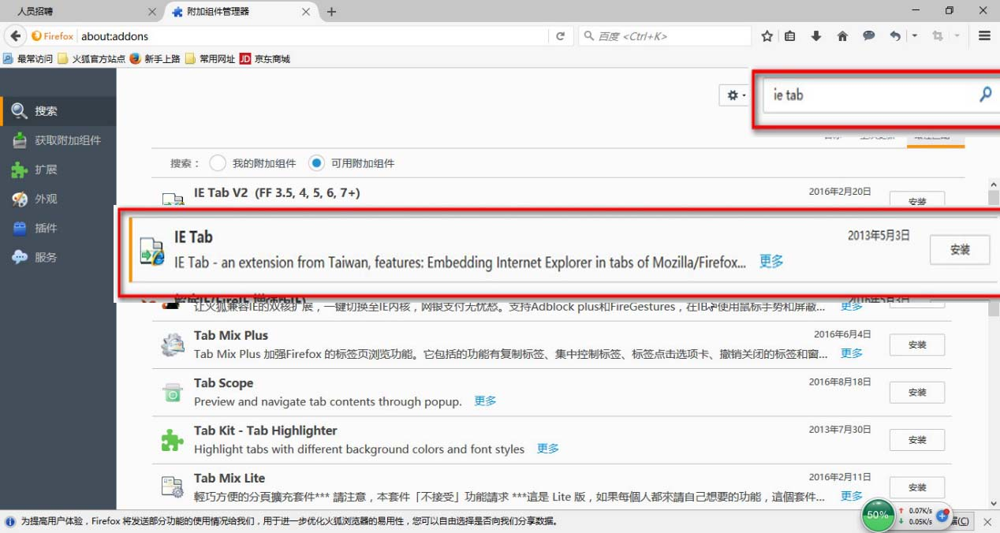 人员招聘
附加组件管理器
Firefox
about:addons
百度 <Ctrl+K>
最常访问
火狐官方站点
新手上路
常用网址
JD
京东商城
ie tab
搜索
获取附加组件
扩展
外观
插件
服务
搜索：
我的附加组件
可用附加组件
IE Tab V2 (FF 3.5, 4, 5, 6, 7+)
2016年2月20日
安装
IE Tab
2013年5月3日
IE Tab - an extension from Taiwan, features: Embedding Internet Explorer in tabs of Mozilla/Firefox...
更多
安装
让火狐兼容IE的双核扩展，一键切换至IE内核，网银支付无忧愁。支持Adblock plus和FireGestures，在IE中使用鼠标手势和屏蔽...
更多
Tab Mix Plus
2016年6月4日
Tab Mix Plus 加强Firefox 的标签页浏览功能。它包括的功能有复制标签、集中控制标签、标签点击选项卡、撤销关闭的标签和窗...
更多
安装
Tab Scope
2016年8月18日
Preview and navigate tab contents through popup.
更多
安装
Tab Kit - Tab Highlighter
2013年7月30日
Highlight tabs with different background colors and font styles
更多
安装
Tab Mix Lite
2016年2月11日
輕巧方便的分頁擴充套件*** 請注意，本套件「不接受」功能請求 ***這是 Lite 版，如果每個人都來請自己想要的功能，這個套件...
更多
安装
为提高用户体验，Firefox 将发送部分功能的使用情况给我们，用于进一步优化火狐浏览器的易用性，您可以自由选择是否向我们分享数据。
50%
0.07K/s
0.05K/s
(C)